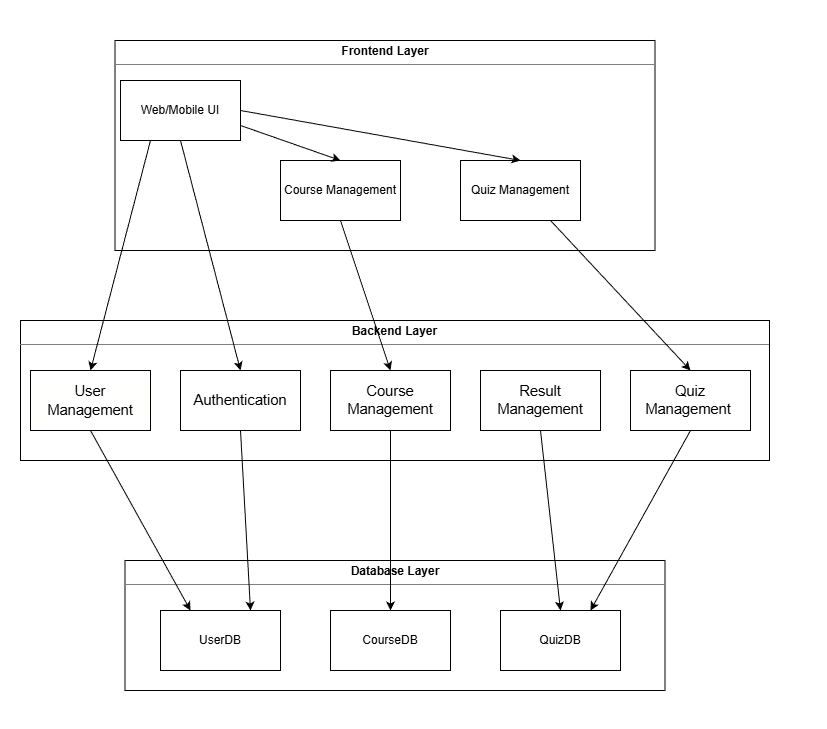 Frontend Layer
Web/Mobile UI
Course Management
Quiz Management
Backend Layer
User
Management
Authentication
Course
Management
Result
Management
Quiz
Management
Database Layer
UserDB
CourseDB
QuizDB